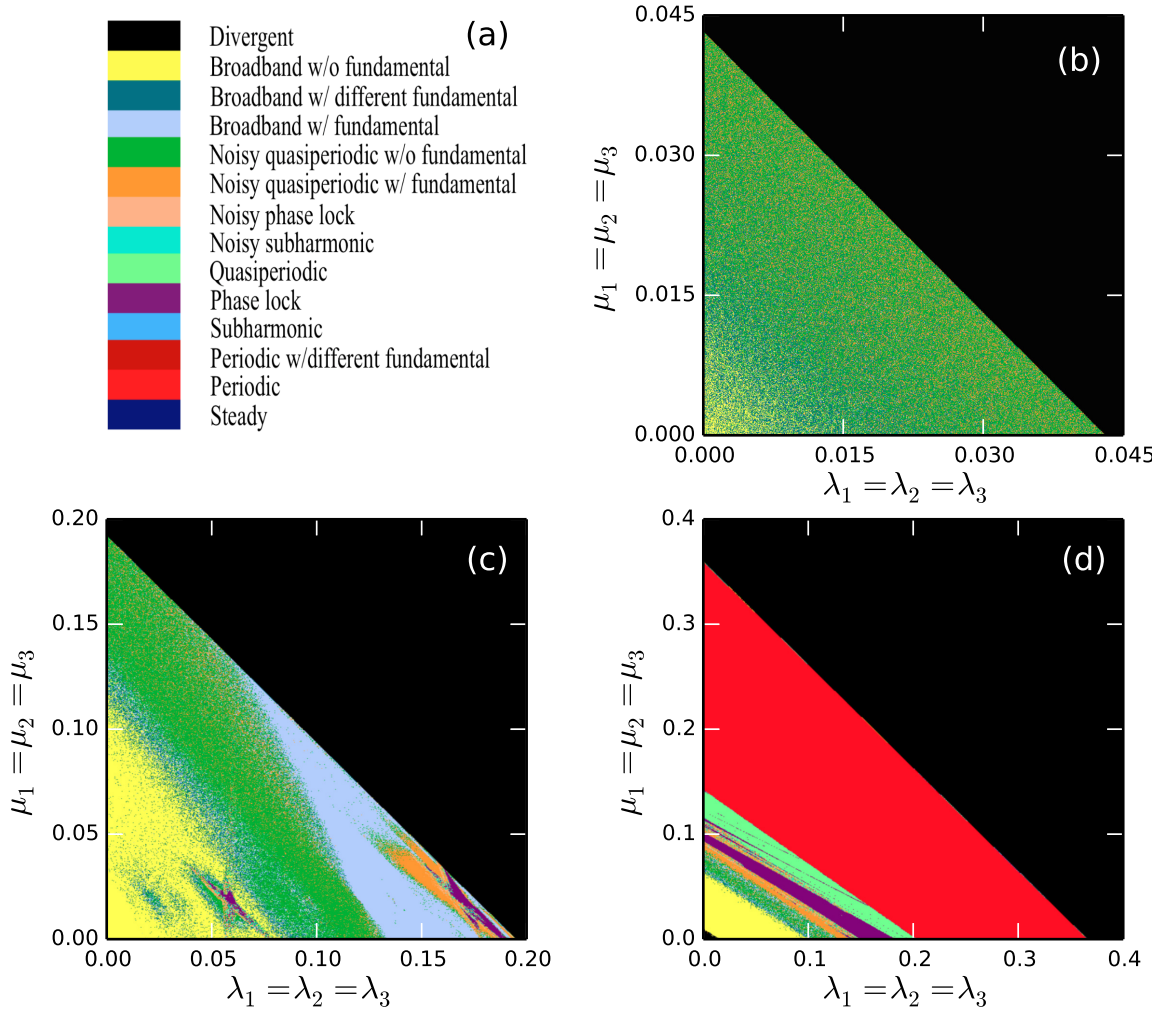 (a)
Divergent
Broadband w/o fundamental
Broadband w/ different fundamental
Broadband w/ fundamental
Noisy quasiperiodic w/o fundamental
Noisy quasiperiodic w/ fundamental
Noisy phase lock
Noisy subharmonic
Quasiperiodic
Phase lock
Subharmonic
Periodic w/different fundamental
Periodic
Steady
(b)
0.045
0.030
0.015
0.000
μ₁ = μ₂ = μ₃
0.000 0.015 0.030 0.045
λ₁ = λ₂ = λ₃
(c)
0.20
0.15
0.10
0.05
0.00
μ₁ = μ₂ = μ₃
0.00 0.05 0.10 0.15 0.20
λ₁ = λ₂ = λ₃
(d)
0.4
0.3
0.2
0.1
0.0
μ₁ = μ₂ = μ₃
0.0 0.1 0.2 0.3 0.4
λ₁ = λ₂ = λ₃